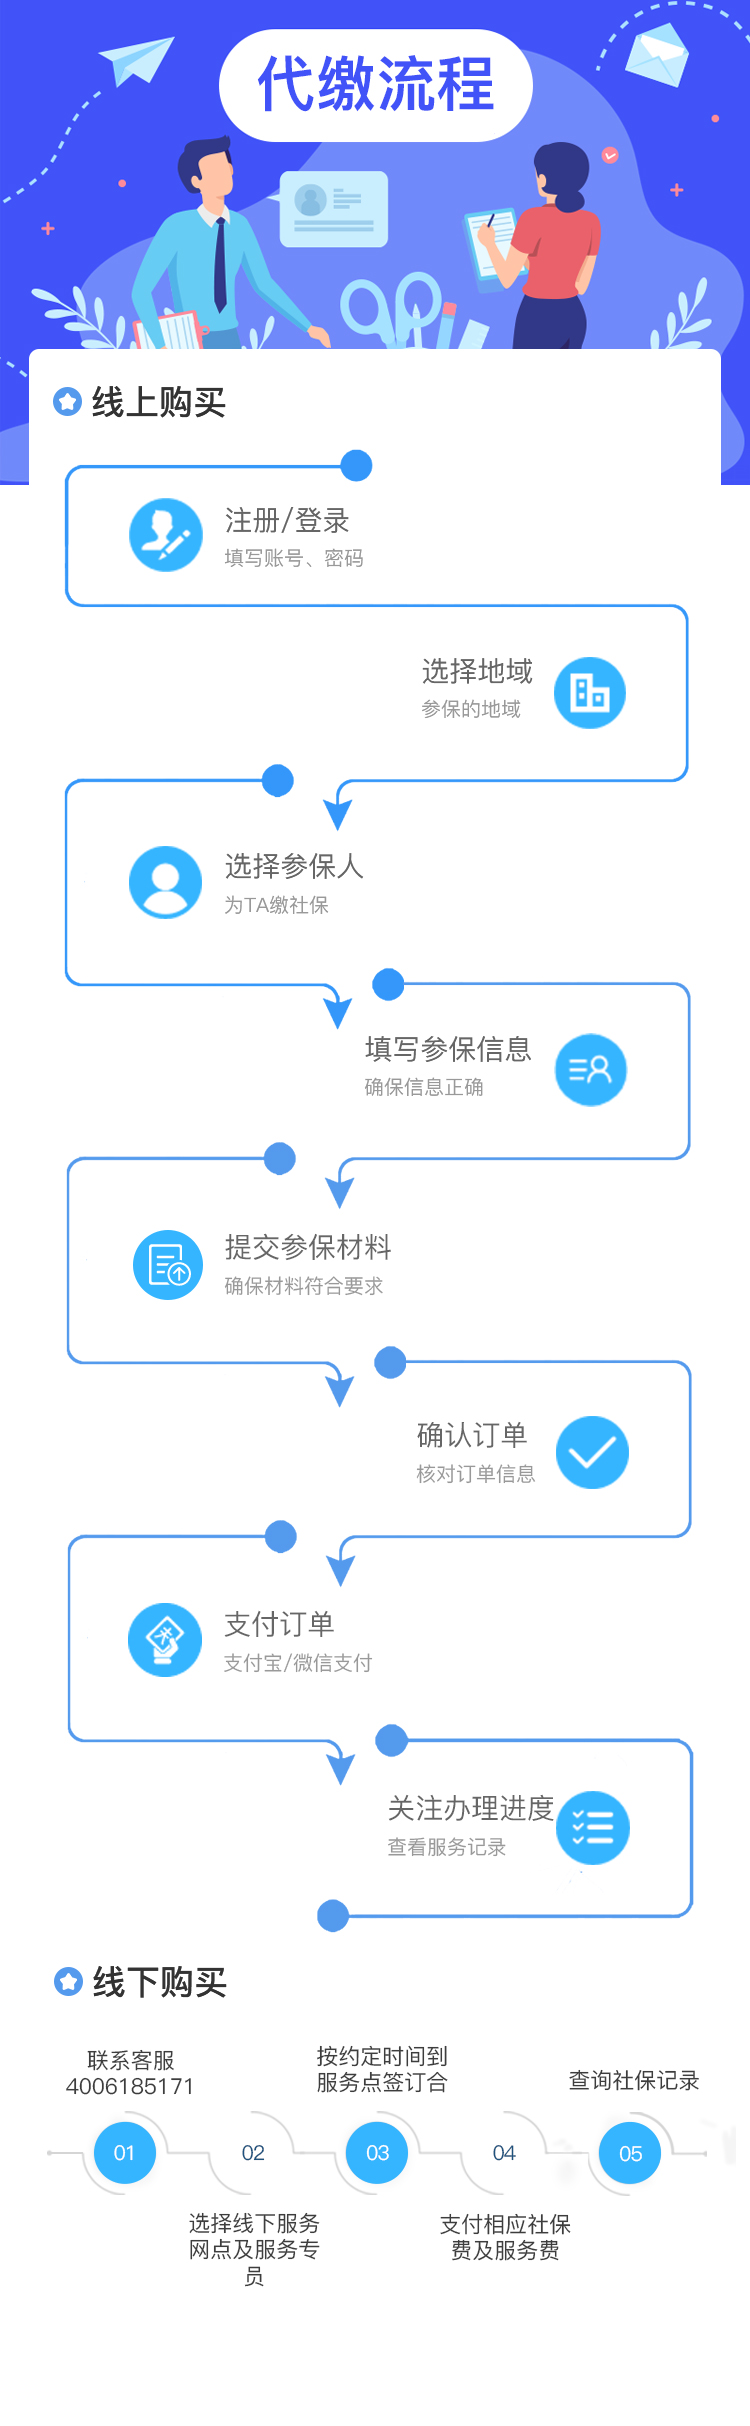 代缴流程
线上购买
注册/登录
填写账号、密码
选择地域
参保的地域
选择参保人
为TA缴社保
填写参保信息
确保信息正确
提交参保材料
确保材料符合要求
确认订单
核对订单信息
支付订单
支付宝/微信支付
关注办理进度
查看服务记录
线下购买
联系客服
4006185171
01
选择线下服务
网点及服务专
员
02
按约定时间到
服务点签订合
03
支付相应社保
费及服务费
04
查询社保记录
05